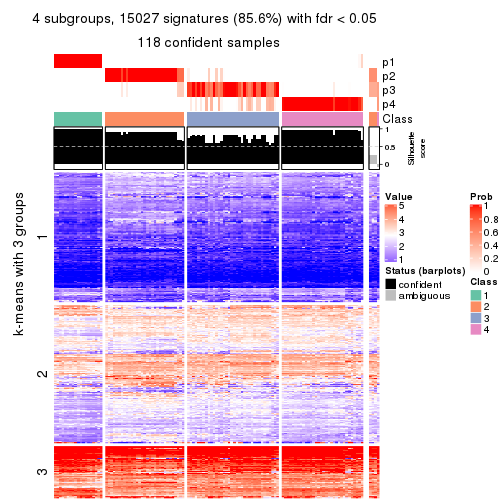 4 subgroups, 15027 signatures (85.6%) with fdr < 0.05
118 confident samples
p1
p2
p3
p4
Class
1
0.5
0
Silhouette
score
k-means with 3 groups
1
2
3
Value
5
4
3
2
1
Status (barplots)
confident
ambiguous
Prob
1
0.8
0.6
0.4
0.2
0
Class
1
2
3
4